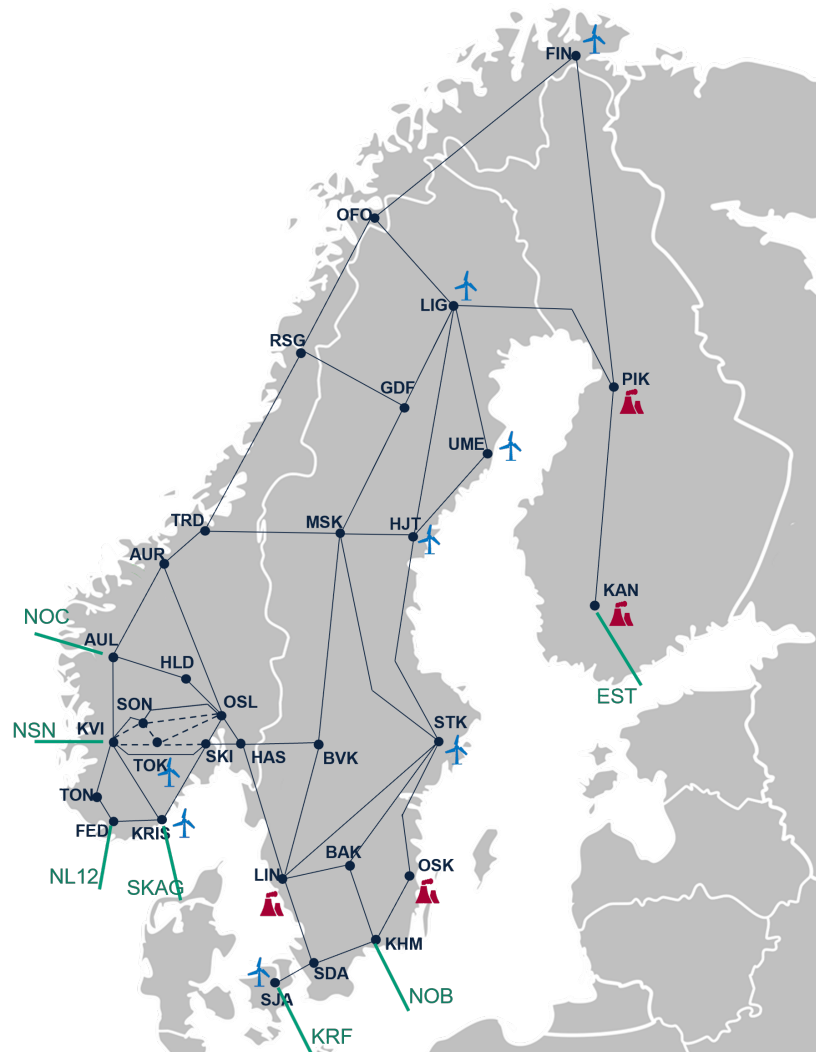 FIN
OFO
LIG
RSG
PIK
GDF
UME
TRD
MSK
HJT
AUR
KAN
NOC
AUL
HLD
EST
SON
OSL
NSN
KVI
STK
TOK
SKI
HAS
BVK
TON
FED
KRIS
BAK
LIN
OSK
NL12
SKAG
KHM
SDA
SJA
NOB
KRF